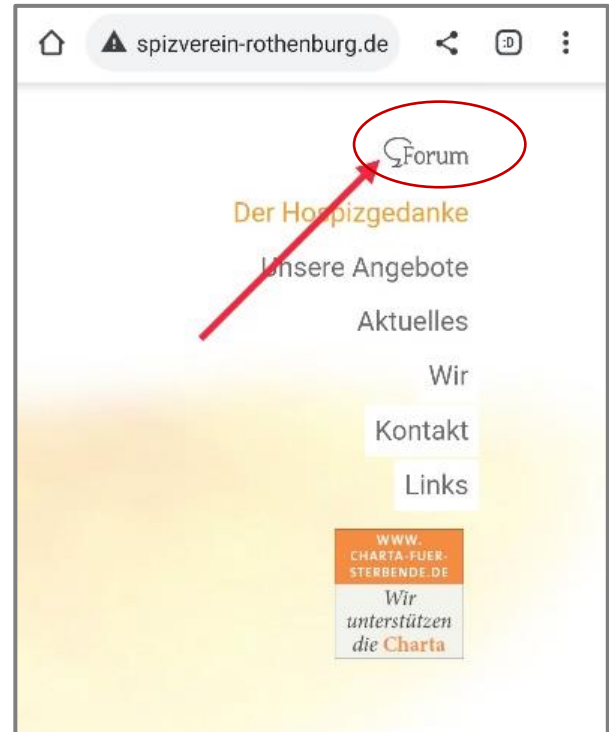 spizverein-rothenburg.de
:D
Forum
Der Hospizgedanke
Unsere Angebote
Aktuelles
Wir
Kontakt
Links
WWW.
CHARTA-FUER-
STERBENDE.DE
Wir
unterstützen
die Charta